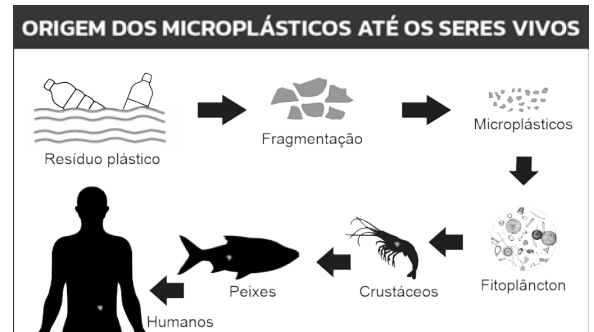 ORIGEM DOS MICROPLÁSTICOS ATÉ OS SERES VIVOS
Resíduo plástico
Fragmentação
Microplásticos
Fitoplâncton
Crustáceos
Peixes
Humanos